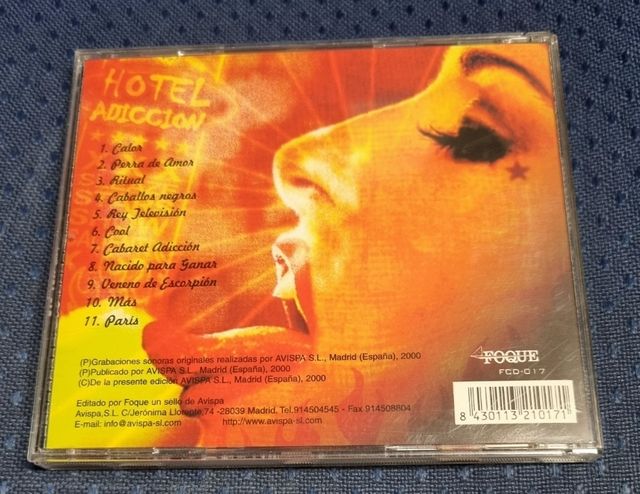 HOTEL
ADICCION
1. Calor
2. Perra de Amor
3. Ritual
4. Caballos negros
5. Rey Televisión
6. Cool
7. Cabaret Adicción
8. Nacido para Ganar
9. Veneno de Escorpión
10. Más
11. Paris
(P)Grabaciones sonoras originales realizadas por AVISPA S.L., Madrid (España), 2000
(P)Publicado por AVISPA S.L., Madrid (España), 2000
(C)De la presente edición AVISPA S.L., Madrid (España), 2000
Editado por Foque un sello de Avispa
Avispa,S.L. C/Jerónima Llorente,74 -28039 Madrid. Tel.914504545 - Fax 914508804
E-mail: info@avispa-sl.com http://www.avispa-sl.com
FOQUE
FCD-017
8 430113 210171